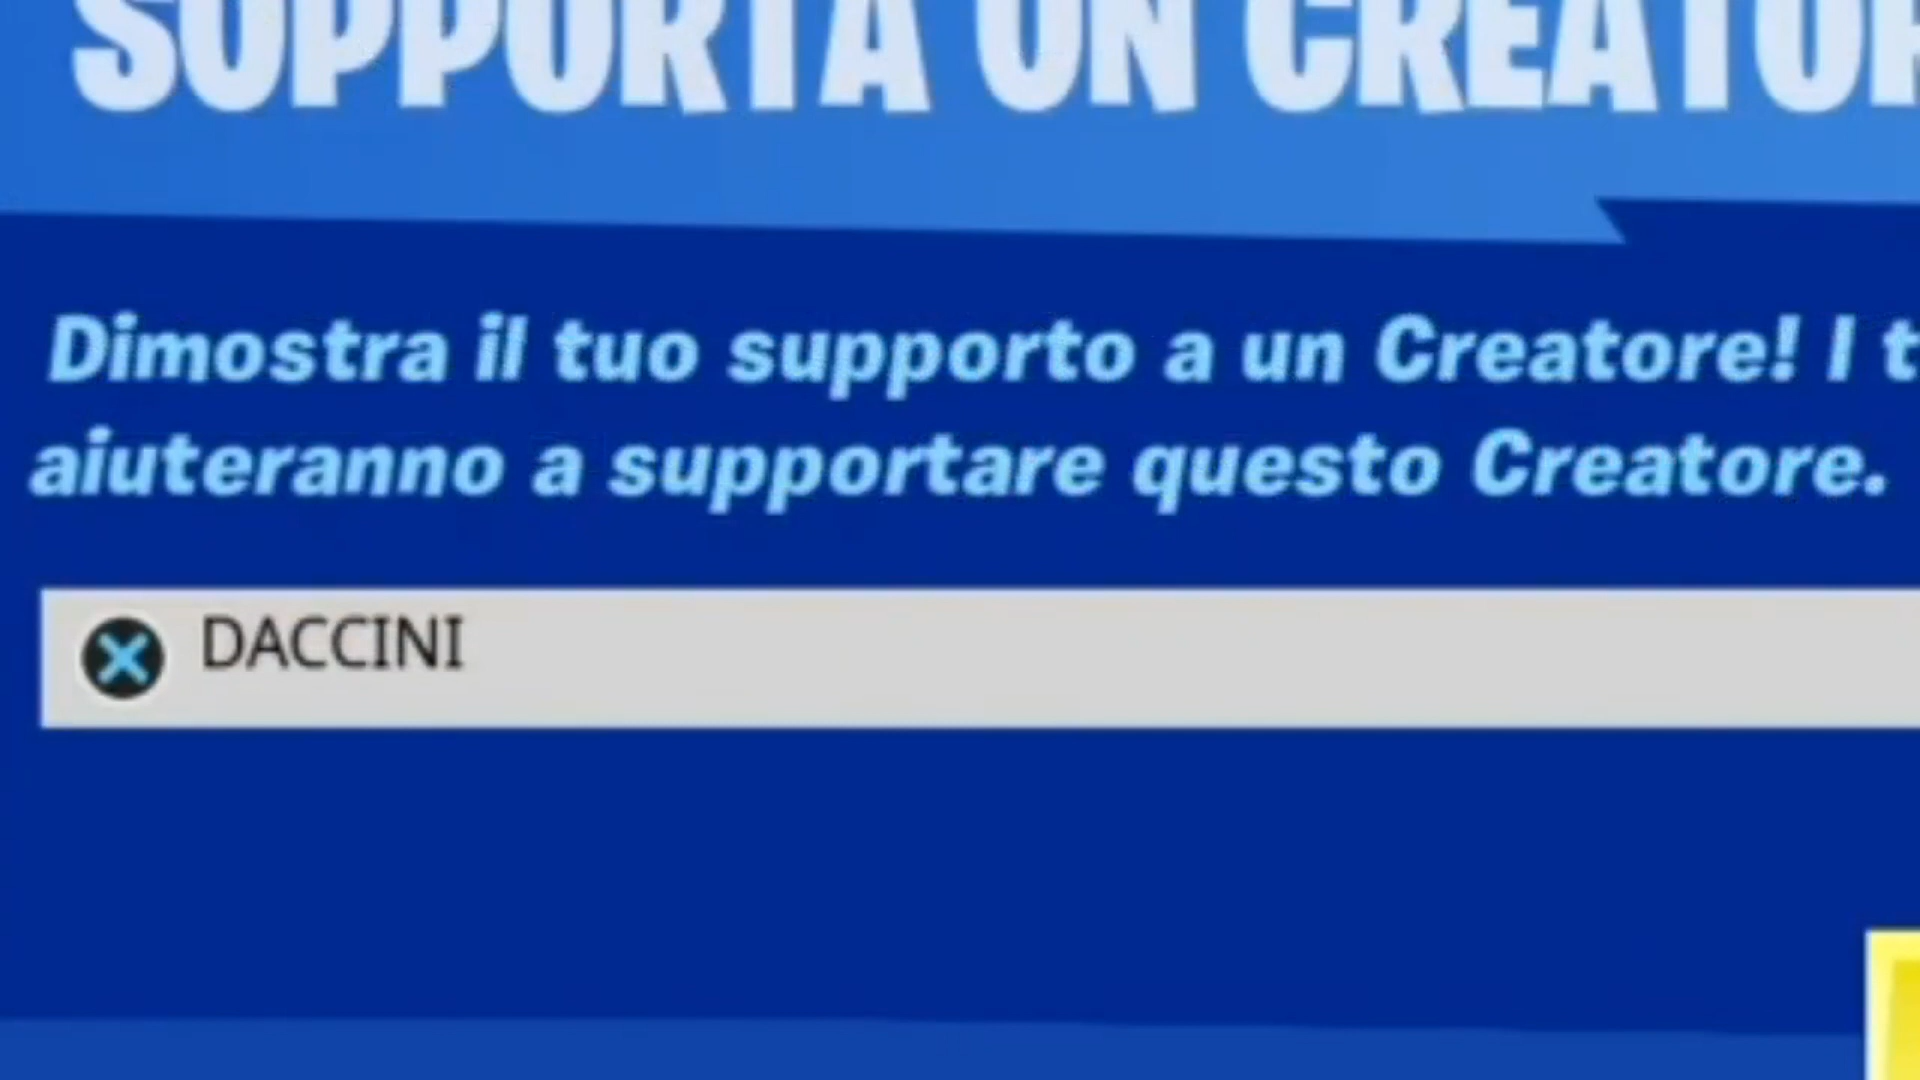 SUPPORTA UN CREATOR
Dimostra il tuo supporto a un Creatore! I t
aiuteranno a supportare questo Creatore.
DACCINI